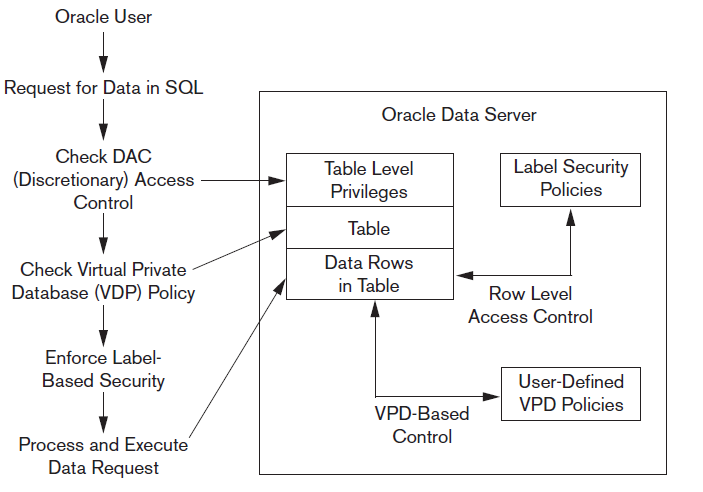 Oracle User
Request for Data in SQL
Check DAC
(Discretionary) Access
Control
Check Virtual Private
Database (VDP) Policy
Enforce Label-
Based Security
Process and Execute
Data Request
Oracle Data Server
Table Level
Privileges
Table
Data Rows
in Table
Label Security
Policies
Row Level
Access Control
VPD-Based
Control
User-Defined
VPD Policies